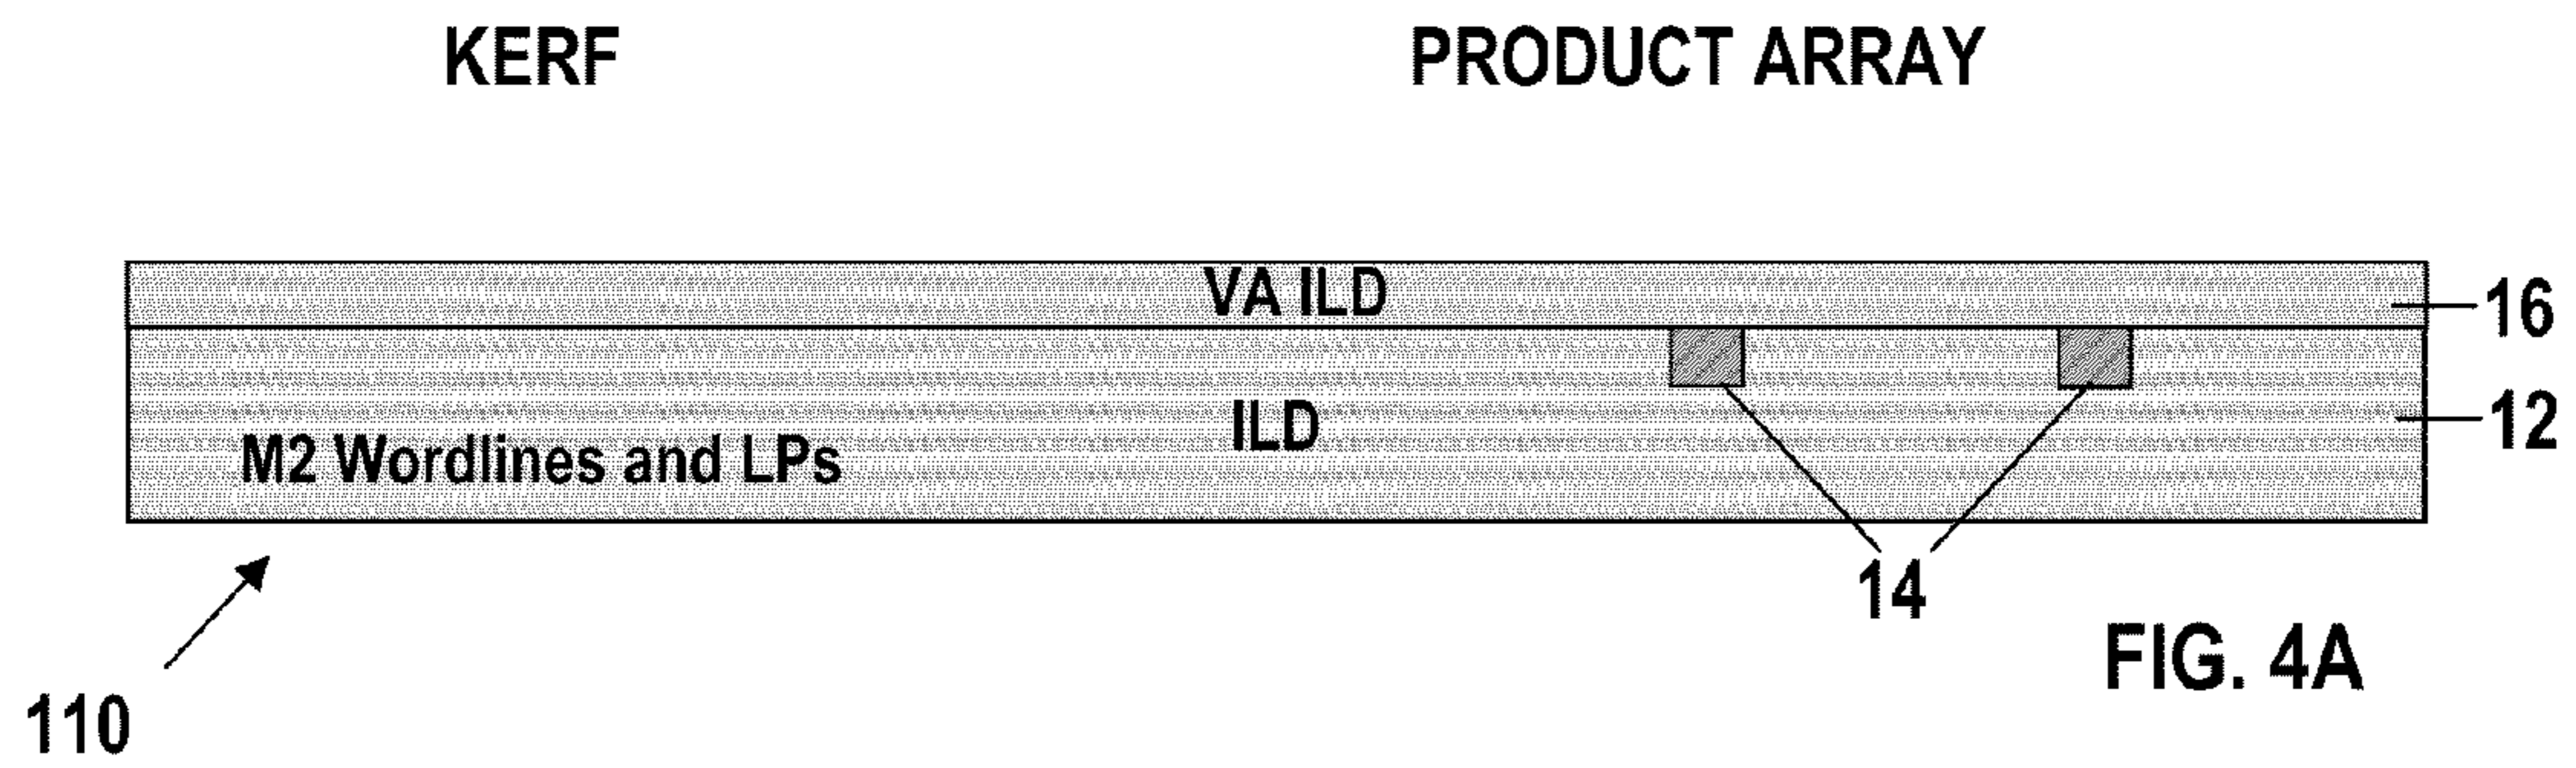 KERF
PRODUCT ARRAY
VA ILD
16
ILD
12
M2 Wordlines and LPs
14
FIG. 4A
110